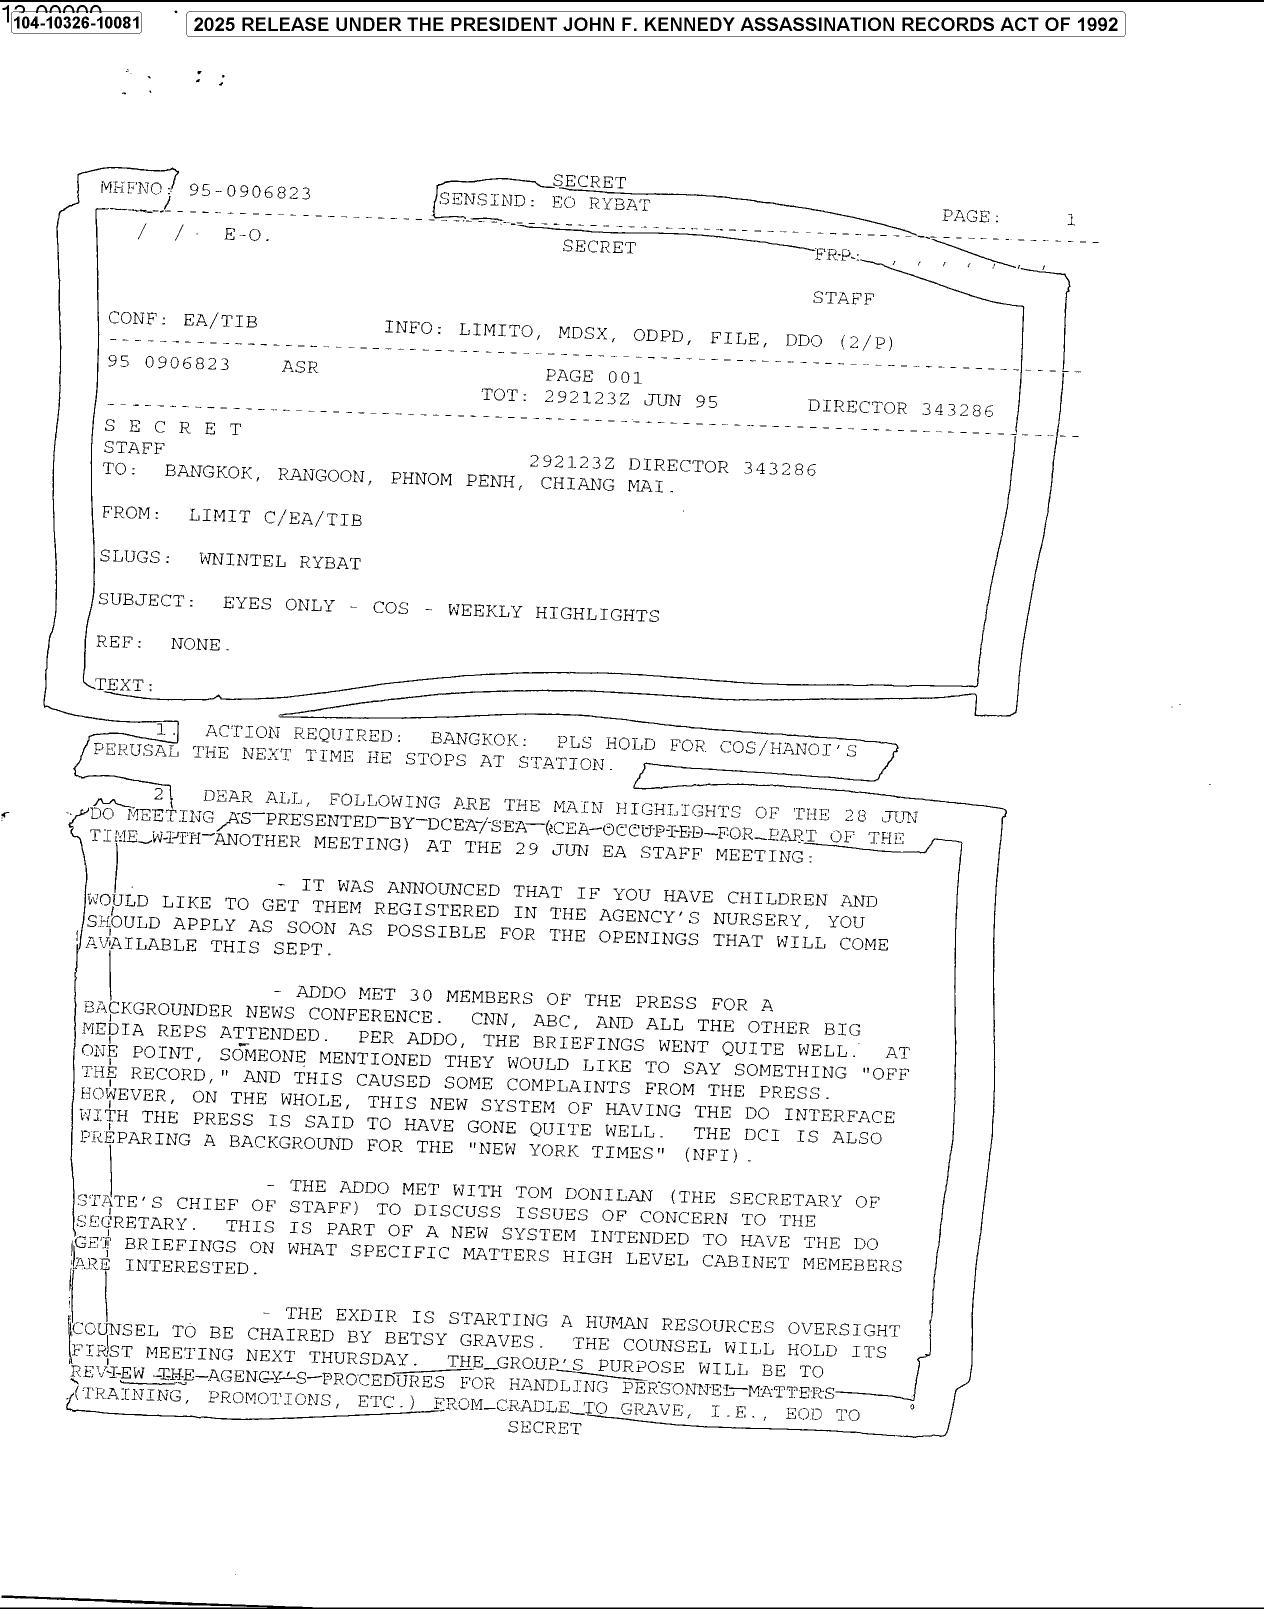 13-00000
104-10326-10081
2025 RELEASE UNDER THE PRESIDENT JOHN F. KENNEDY ASSASSINATION RECORDS ACT OF 1992
SECRET
MHFNO: 95-0906823 SENSIND: EO RYBAT PAGE: 1
/ / E-O. SECRET FRP: , , , , , , ,
STAFF
CONF: EA/TIB INFO: LIMITO, MDSX, ODPD, FILE, DDO (2/P)
95 0906823 ASR PAGE 001
TOT: 292123Z JUN 95 DIRECTOR 343286
S E C R E T
STAFF 292123Z DIRECTOR 343286
TO: BANGKOK, RANGOON, PHNOM PENH, CHIANG MAI.
FROM: LIMIT C/EA/TIB
SLUGS: WNINTEL RYBAT
SUBJECT: EYES ONLY - COS - WEEKLY HIGHLIGHTS
REF: NONE.
TEXT:
1. ACTION REQUIRED: BANGKOK: PLS HOLD FOR COS/HANOI'S
PERUSAL THE NEXT TIME HE STOPS AT STATION.
2. DEAR ALL, FOLLOWING ARE THE MAIN HIGHLIGHTS OF THE 28 JUN
DO MEETING AS PRESENTED BY DCEA/SEA (CEA OCCUPIED FOR PART OF THE
TIME WITH ANOTHER MEETING) AT THE 29 JUN EA STAFF MEETING:
- IT WAS ANNOUNCED THAT IF YOU HAVE CHILDREN AND
WOULD LIKE TO GET THEM REGISTERED IN THE AGENCY'S NURSERY, YOU
SHOULD APPLY AS SOON AS POSSIBLE FOR THE OPENINGS THAT WILL COME
AVAILABLE THIS SEPT.
- ADDO MET 30 MEMBERS OF THE PRESS FOR A
BACKGROUNDER NEWS CONFERENCE. CNN, ABC, AND ALL THE OTHER BIG
MEDIA REPS ATTENDED. PER ADDO, THE BRIEFINGS WENT QUITE WELL. AT
ONE POINT, SOMEONE MENTIONED THEY WOULD LIKE TO SAY SOMETHING "OFF
THE RECORD," AND THIS CAUSED SOME COMPLAINTS FROM THE PRESS.
HOWEVER, ON THE WHOLE, THIS NEW SYSTEM OF HAVING THE DO INTERFACE
WITH THE PRESS IS SAID TO HAVE GONE QUITE WELL. THE DCI IS ALSO
PREPARING A BACKGROUND FOR THE "NEW YORK TIMES" (NFI).
- THE ADDO MET WITH TOM DONILAN (THE SECRETARY OF
STATE'S CHIEF OF STAFF) TO DISCUSS ISSUES OF CONCERN TO THE
SECRETARY. THIS IS PART OF A NEW SYSTEM INTENDED TO HAVE THE DO
GET BRIEFINGS ON WHAT SPECIFIC MATTERS HIGH LEVEL CABINET MEMEBERS
ARE INTERESTED.
- THE EXDIR IS STARTING A HUMAN RESOURCES OVERSIGHT
COUNSEL TO BE CHAIRED BY BETSY GRAVES. THE COUNSEL WILL HOLD ITS
FIRST MEETING NEXT THURSDAY. THE GROUP'S PURPOSE WILL BE TO
REVIEW THE AGENCY'S PROCEDURES FOR HANDLING PERSONNEL MATTERS
(TRAINING, PROMOTIONS, ETC.) FROM CRADLE TO GRAVE, I.E., EOD TO
SECRET